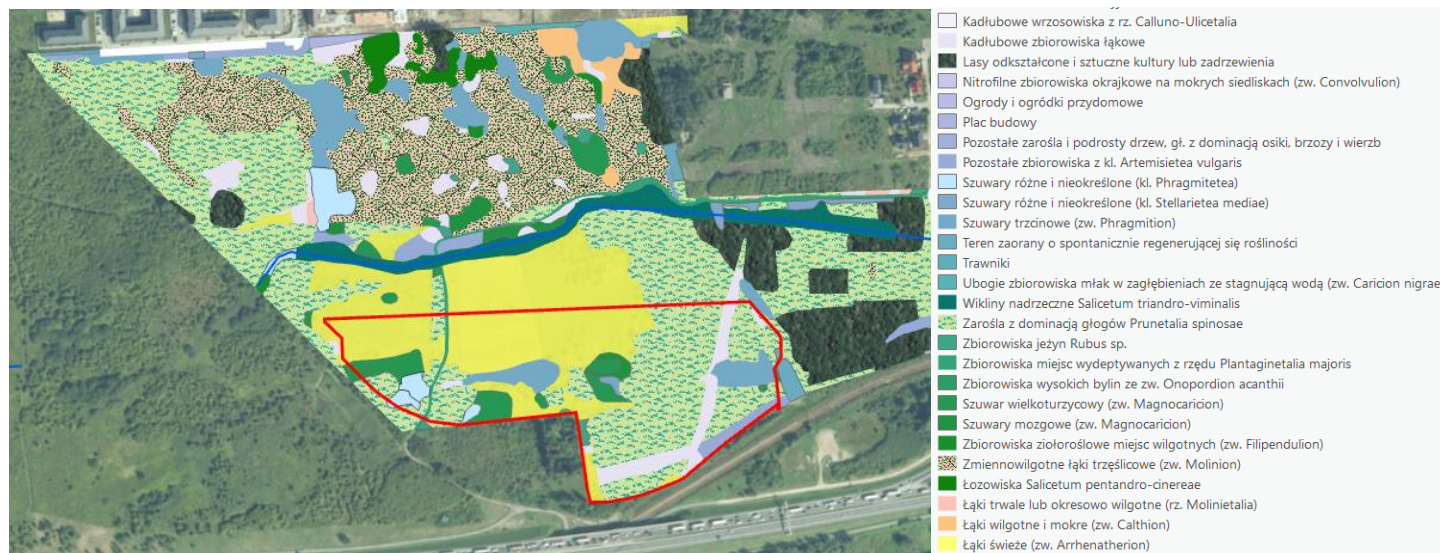 Kadłubowe wrzosowiska z rz. Calluno-Ulicetalia
Kadłubowe zbiorowiska łąkowe
Lasy odkształcone i sztuczne kultury lub zadrzewienia
Nitrofilne zbiorowiska okrajkowe na mokrych siedliskach (zw. Convolvulion)
Ogrody i ogródki przydomowe
Plac budowy
Pozostałe zarośla i podrosty drzew, gł. z dominacją osiki, brzozy i wierzb
Pozostałe zbiorowiska z kl. Artemisietea vulgaris
Szuwary różne i nieokreślone (kl. Phragmitetea)
Szuwary różne i nieokreślone (kl. Stellarietea mediae)
Szuwary trzcinowe (zw. Phragmition)
Teren zaorany o spontanicznie regenerującej się roślinności
Trawniki
Ubogie zbiorowiska młak w zagłębieniach ze stagnującą wodą (zw. Caricion nigrae
Wikliny nadrzeczne Salicetum triandro-viminalis
Zarośla z dominacją głogów Prunetalia spinosae
Zbiorowiska jeżyn Rubus sp.
Zbiorowiska miejsc wydeptywanych z rzędu Plantaginetalia majoris
Zbiorowiska wysokich bylin ze zw. Onopordion acanthii
Szuwar wielkoturzycowy (zw. Magnocaricion)
Szuwary mozgowe (zw. Magnocaricion)
Zbiorowiska ziołoroślowe miejsc wilgotnych (zw. Filipendulion)
Zmiennowilgotne łąki trzęślicowe (zw. Molinion)
Łozowiska Salicetum pentandro-cinereae
Łąki trwale lub okresowo wilgotne (rz. Molinietalia)
Łąki wilgotne i mokre (zw. Calthion)
Łąki świeże (zw. Arrhenatherion)